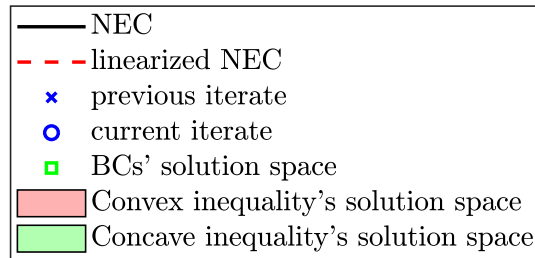 NEC
linearized NEC
previous iterate
current iterate
BCs' solution space
Convex inequality's solution space
Concave inequality's solution space